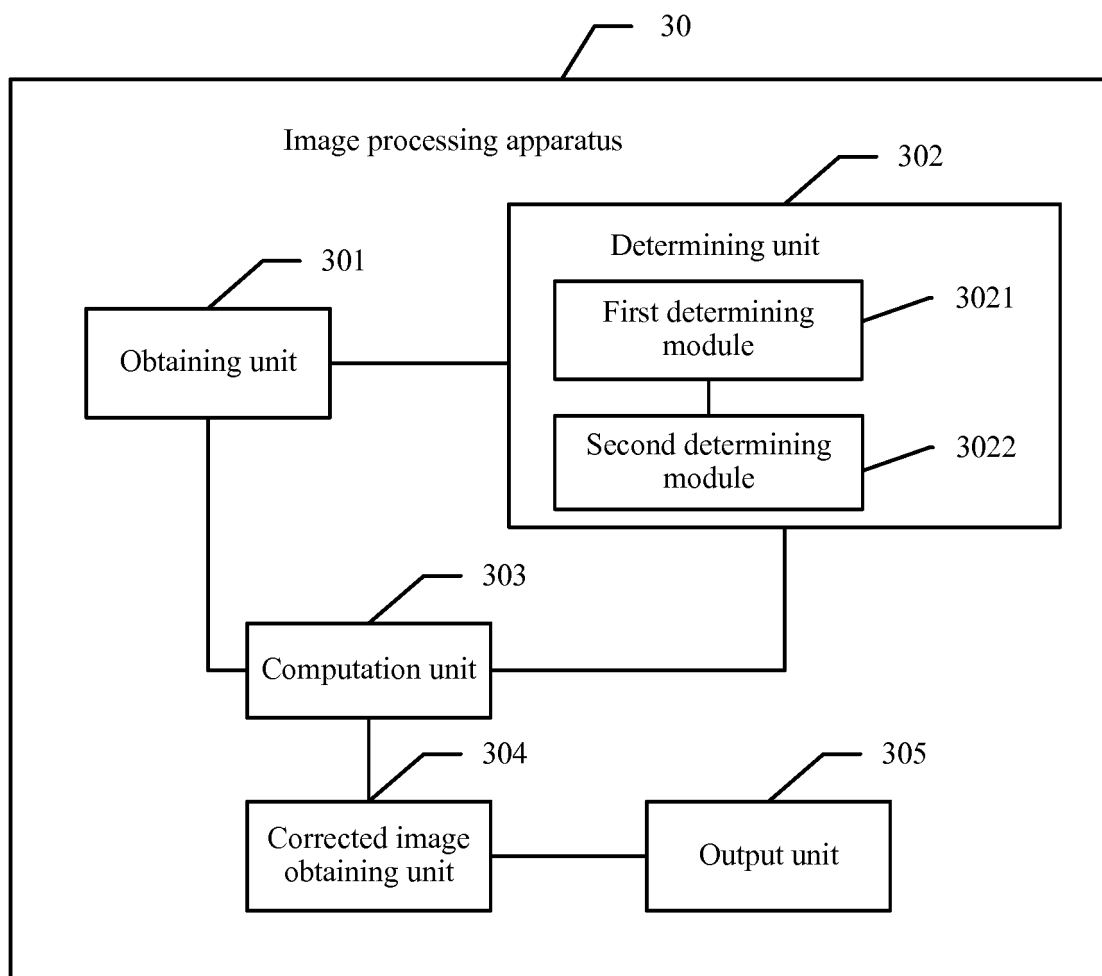 30
Image processing apparatus
302
Determining unit
301
First determining
module
3021
Obtaining unit
Second determining
module
3022
303
Computation unit
304
305
Corrected image
obtaining unit
Output unit